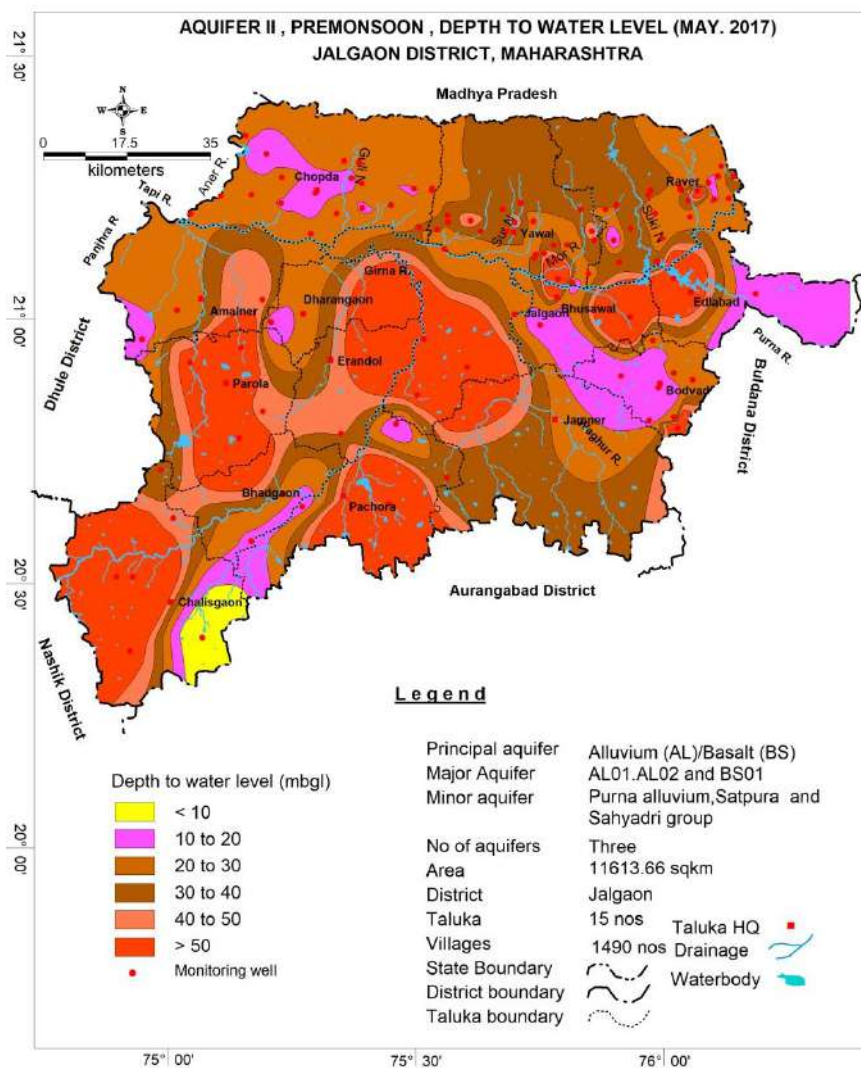 AQUIFER II , PREMONSOON , DEPTH TO WATER LEVEL (MAY. 2017)
JALGAON DISTRICT, MAHARASHTRA
21° 30
21° 00
20° 30
20° 00
75° 00'
75° 30'
76° 00'
N
W E
S
0 17.5 35
kilometers
Madhya Pradesh
Tapi R.
Aner R.
Panjhra R
Guli N
Chopda
Raver
Suki N
Sur N
Yawal
Mor R.
Girna R.
Amalner
Dharangaon
Jalgaon
Bhusawal
Edlabad
Purna R.
Dhule District
Erandol
Parola
Bodvad
Buldana District
Jamner
Waghur R.
Bhadgaon
Pachora
Aurangabad District
Chalisgaon
Nashik District
Legend
Depth to water level (mbgl)
< 10
10 to 20
20 to 30
30 to 40
40 to 50
> 50
Monitoring well
Principal aquifer Alluvium (AL)/Basalt (BS)
Major Aquifer AL01.AL02 and BS01
Minor aquifer Purna alluvium,Satpura and
Sahyadri group
No of aquifers Three
Area 11613.66 sqkm
District Jalgaon
Taluka 15 nos
Villages 1490 nos
State Boundary
District boundary
Taluka boundary
Taluka HQ
Drainage
Waterbody